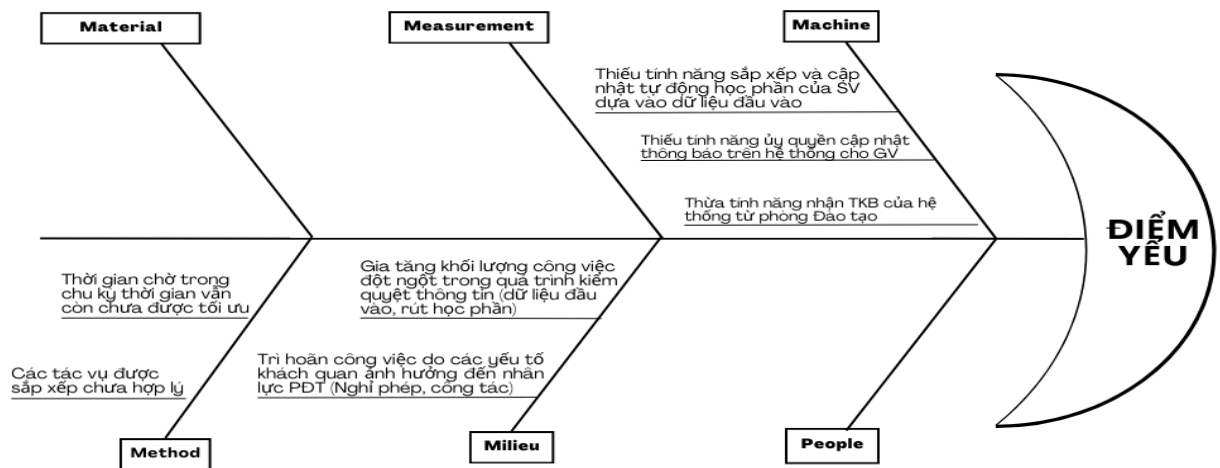 Material
Measurement
Machine
Thiếu tính năng sắp xếp và cập
nhật tự động học phần của SV
dựa vào dữ liệu đầu vào
Thiếu tính năng ủy quyền cập nhật
thông báo trên hệ thống cho GV
Thừa tính năng nhận TKB của hệ
thống từ phòng Đào tạo
ĐIỂM
YẾU
Thời gian chờ trong
chu kỳ thời gian vẫn
còn chưa được tối ưu
Các tác vụ được
sắp xếp chưa hợp lý
Gia tăng khối lượng công việc
đột ngột trong quá trình kiểm
quyệt thông tin (dữ liệu đầu
vào, rút học phần)
Trì hoãn công việc do các yếu tố
khách quan ảnh hưởng đến nhân
lực PĐT (Nghỉ phép, công tác)
Method
Milieu
People